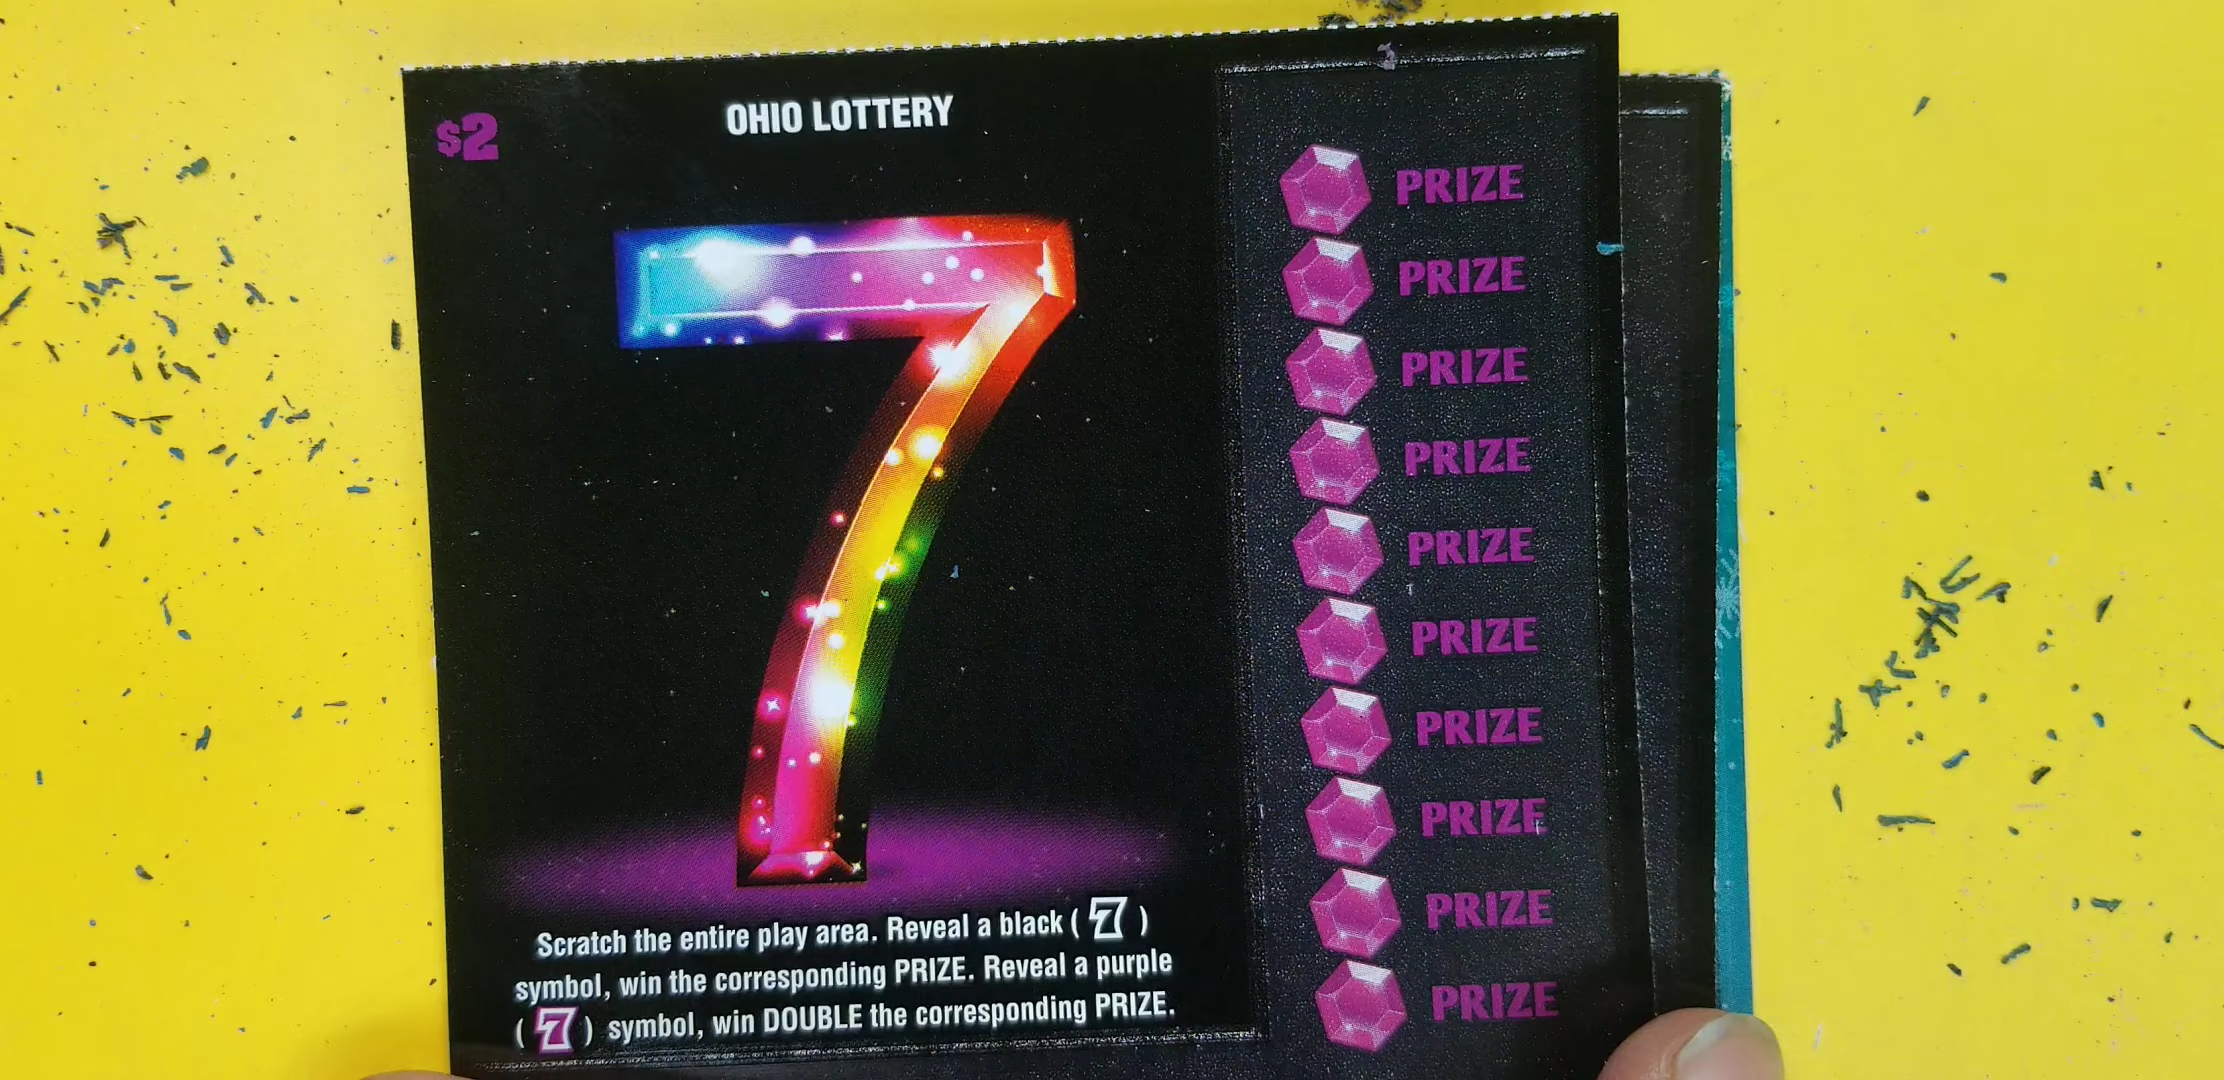 $2
OHIO LOTTERY
7
PRIZE
PRIZE
PRIZE
PRIZE
PRIZE
PRIZE
PRIZE
PRIZE
PRIZE
PRIZE
Scratch the entire play area. Reveal a black ( 7 )
symbol, win the corresponding PRIZE. Reveal a purple
( 7 ) symbol, win DOUBLE the corresponding PRIZE.